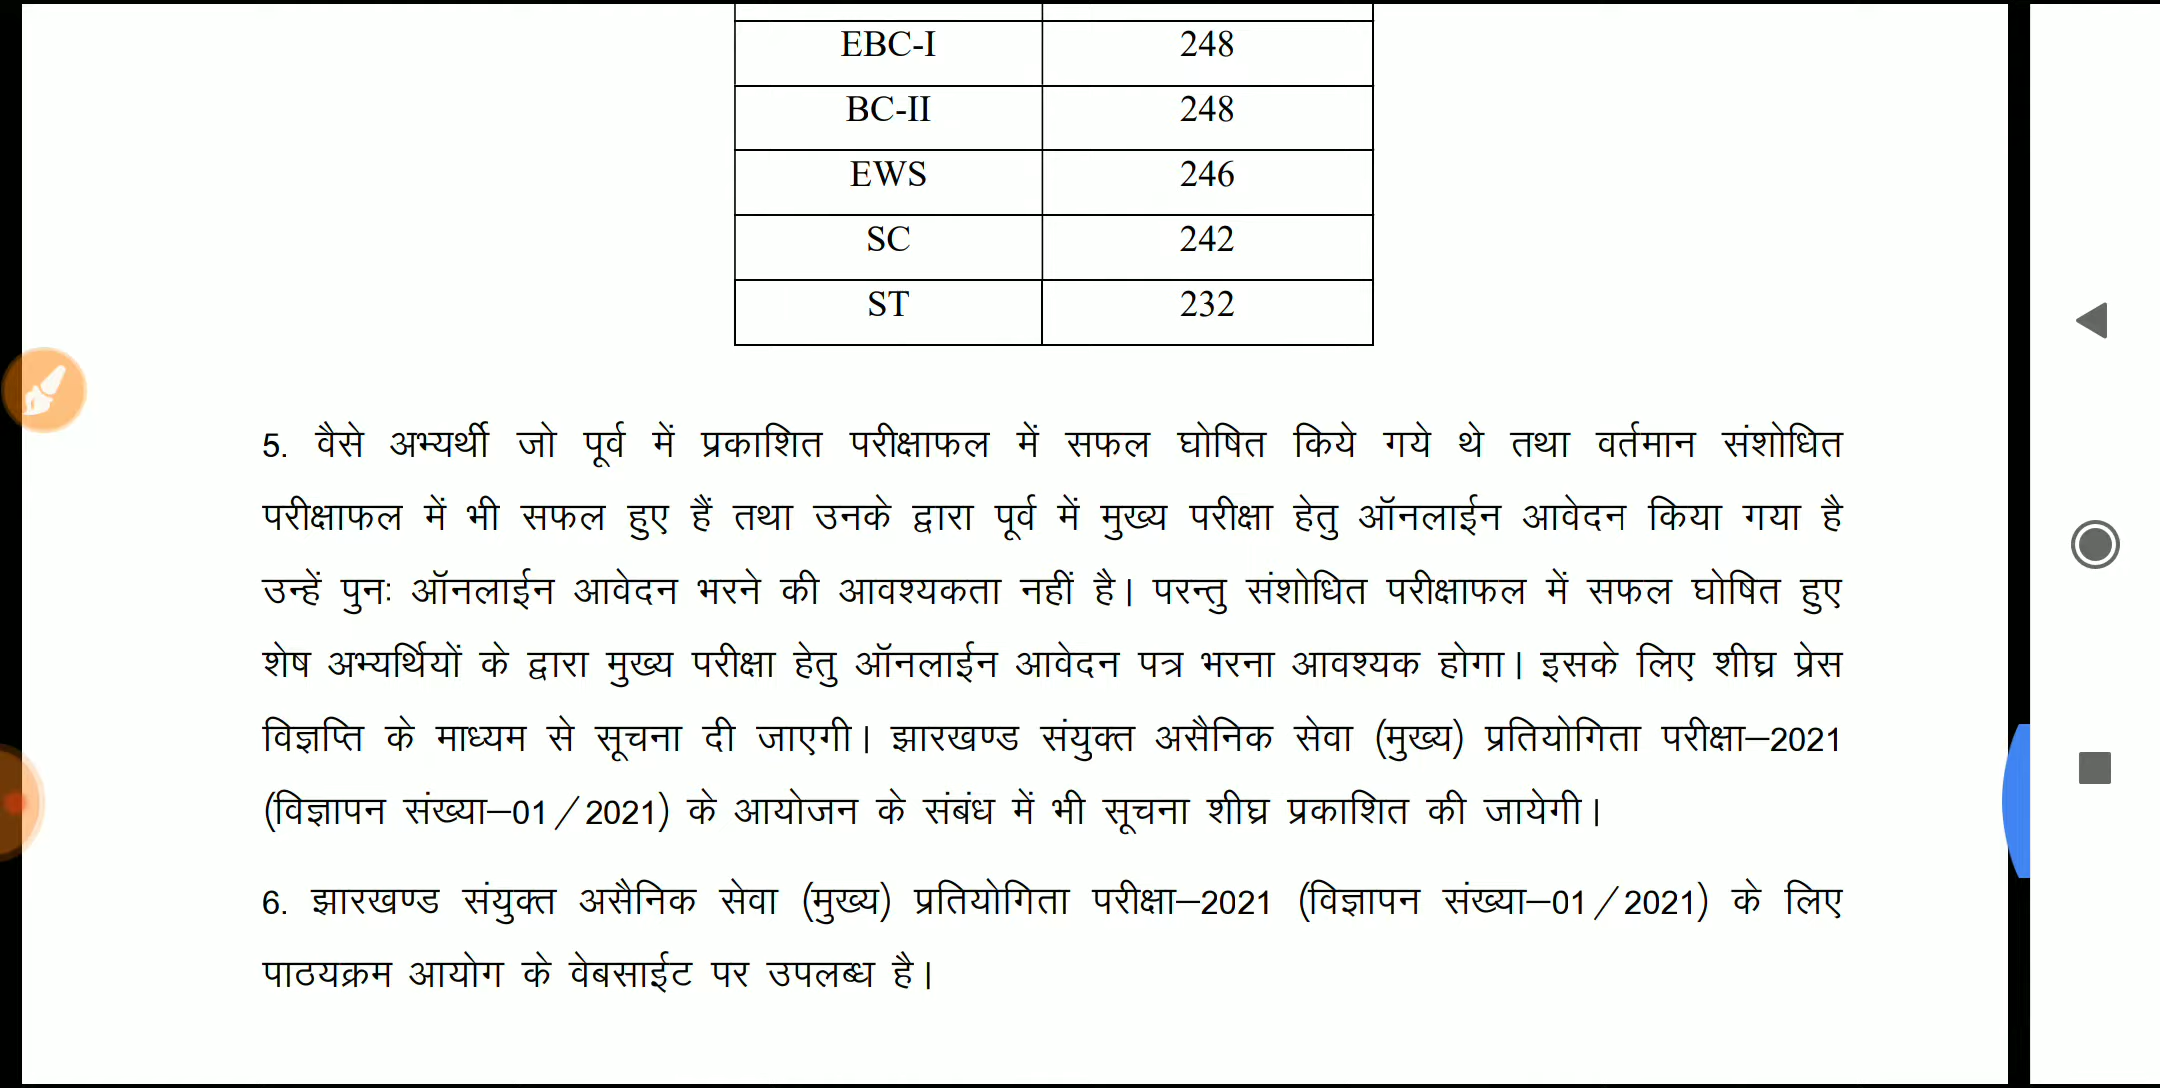 EBC-I 248
BC-II 248
EWS 246
SC 242
ST 232
5. वैसे अभ्यर्थी जो पूर्व में प्रकाशित परीक्षाफल में सफल घोषित किये गये थे तथा वर्तमान संशोधित
परीक्षाफल में भी सफल हुए हैं तथा उनके द्वारा पूर्व में मुख्य परीक्षा हेतु ऑनलाईन आवेदन किया गया है
उन्हें पुनः ऑनलाईन आवेदन भरने की आवश्यकता नहीं है। परन्तु संशोधित परीक्षाफल में सफल घोषित हुए
शेष अभ्यर्थियों के द्वारा मुख्य परीक्षा हेतु ऑनलाईन आवेदन पत्र भरना आवश्यक होगा। इसके लिए शीघ्र प्रेस
विज्ञप्ति के माध्यम से सूचना दी जाएगी। झारखण्ड संयुक्त असैनिक सेवा (मुख्य) प्रतियोगिता परीक्षा–2021
(विज्ञापन संख्या–01/2021) के आयोजन के संबंध में भी सूचना शीघ्र प्रकाशित की जायेगी।
6. झारखण्ड संयुक्त असैनिक सेवा (मुख्य) प्रतियोगिता परीक्षा–2021 (विज्ञापन संख्या–01/2021) के लिए
पाठयक्रम आयोग के वेबसाईट पर उपलब्ध है।